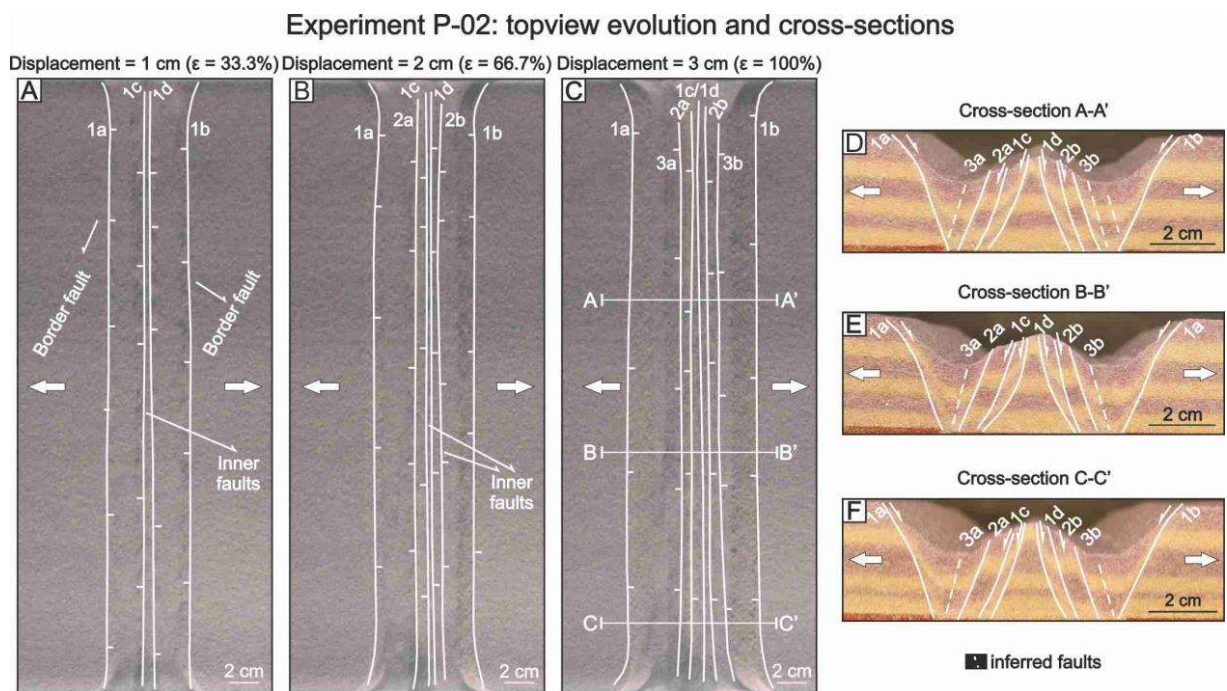 Experiment P-02: topview evolution and cross-sections
Displacement = 1 cm (ε = 33.3%)
A
1c
1d
1a
1b
Border fault
Border fault
Inner
faults
2 cm
Displacement = 2 cm (ε = 66.7%)
B
1c
1d
2a
2b
1a
1b
Inner
faults
2 cm
Displacement = 3 cm (ε = 100%)
C
1c/1d
2a
2b
1a
1b
3a
3b
A
A'
B
B'
C
C'
2 cm
Cross-section A-A'
D
1a
3a
2a
1c
1d
2b
3b
1b
2 cm
Cross-section B-B'
E
1a
3a
2a
1c
1d
2b
3b
1a
2 cm
Cross-section C-C'
F
1a
3a
2a
1c
1d
2b
3b
1b
2 cm
inferred faults